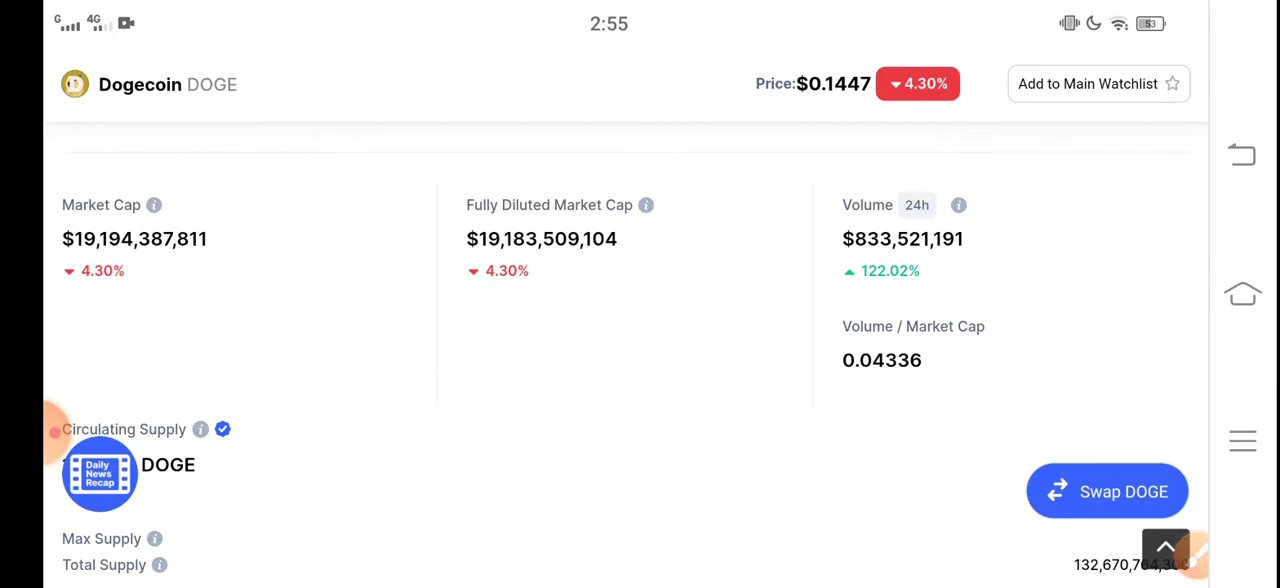 G 4G 2:55 53
Dogecoin DOGE Price:$0.1447 4.30% Add to Main Watchlist
Market Cap Fully Diluted Market Cap Volume 24h
$19,194,387,811 $19,183,509,104 $833,521,191
4.30% 4.30% 122.02%
Volume / Market Cap
0.04336
Circulating Supply
DOGE
Daily
News
Recap
Swap DOGE
Max Supply
Total Supply